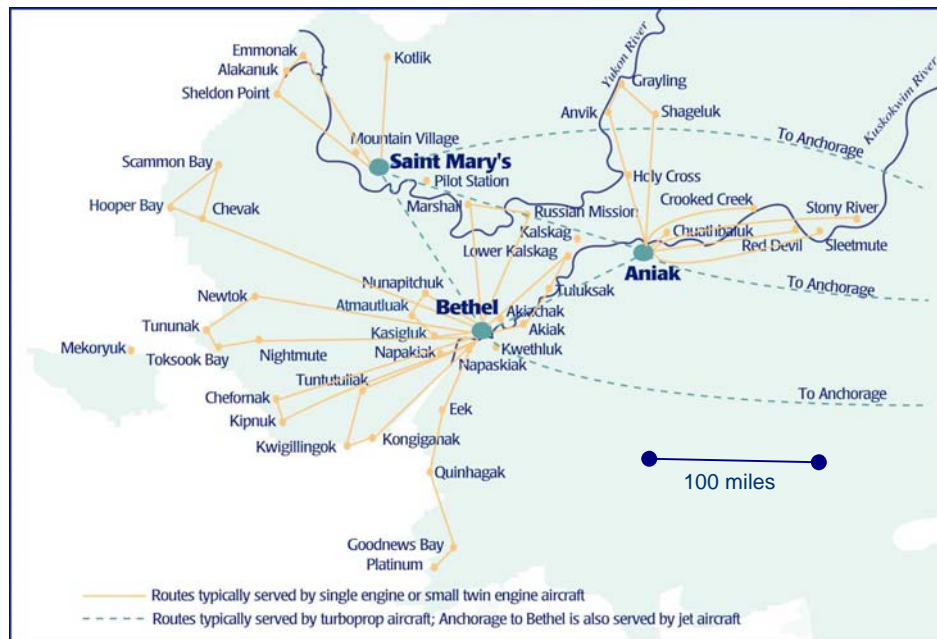 Emmonak
Kotlik
Alakanuk
Sheldon Point
Yukon River
Grayling
Kuskokwim River
Anvik
Shageluk
Mountain Village
To Anchorage
Scammon Bay
Saint Mary's
Holy Cross
Pilot Station
Crooked Creek
Hooper Bay
Chevak
Marshall
Russian Mission
Stony River
Kalskag
Chuathbaluk
Lower Kalskag
Red Devil
Sleetmute
Aniak
Nunapitchuk
Tuluksak
To Anchorage
Newtok
Atmautluak
Bethel
Akiachak
Tununak
Kasigluk
Akiak
Mekoryuk
Toksook Bay
Nightmute
Napakiak
Kwethluk
Napaskiak
Tuntutuliak
Chefornak
To Anchorage
Eek
Kipnuk
Kwigillingok
Kongiganak
Quinhagak
100 miles
Goodnews Bay
Platinum
Routes typically served by single engine or small twin engine aircraft
Routes typically served by turboprop aircraft; Anchorage to Bethel is also served by jet aircraft